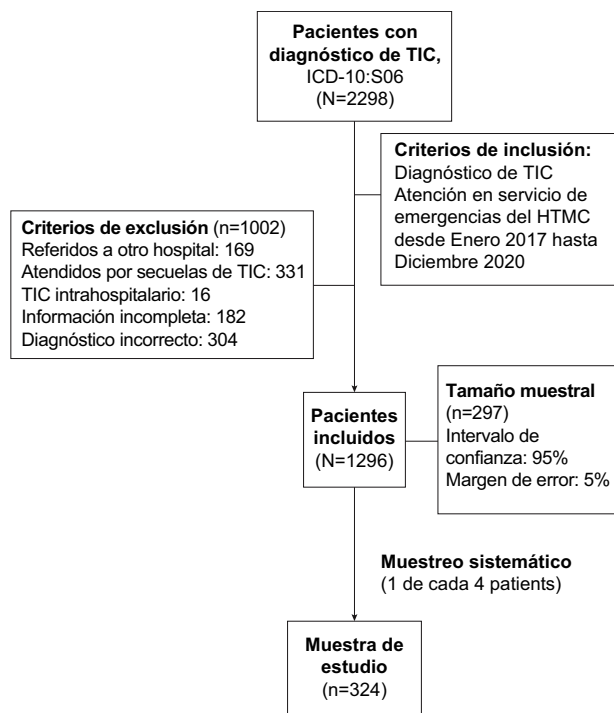 Pacientes con
diagnóstico de TIC,
ICD-10:S06
(N=2298)
Criterios de inclusión:
Diagnóstico de TIC
Atención en servicio de
emergencias del HTMC
desde Enero 2017 hasta
Diciembre 2020
Criterios de exclusión (n=1002)
Referidos a otro hospital: 169
Atendidos por secuelas de TIC: 331
TIC intrahospitalario: 16
Información incompleta: 182
Diagnóstico incorrecto: 304
Pacientes
incluidos
(N=1296)
Tamaño muestral
(n=297)
Intervalo de
confianza: 95%
Margen de error: 5%
Muestreo sistemático
(1 de cada 4 patients)
Muestra de
estudio
(n=324)